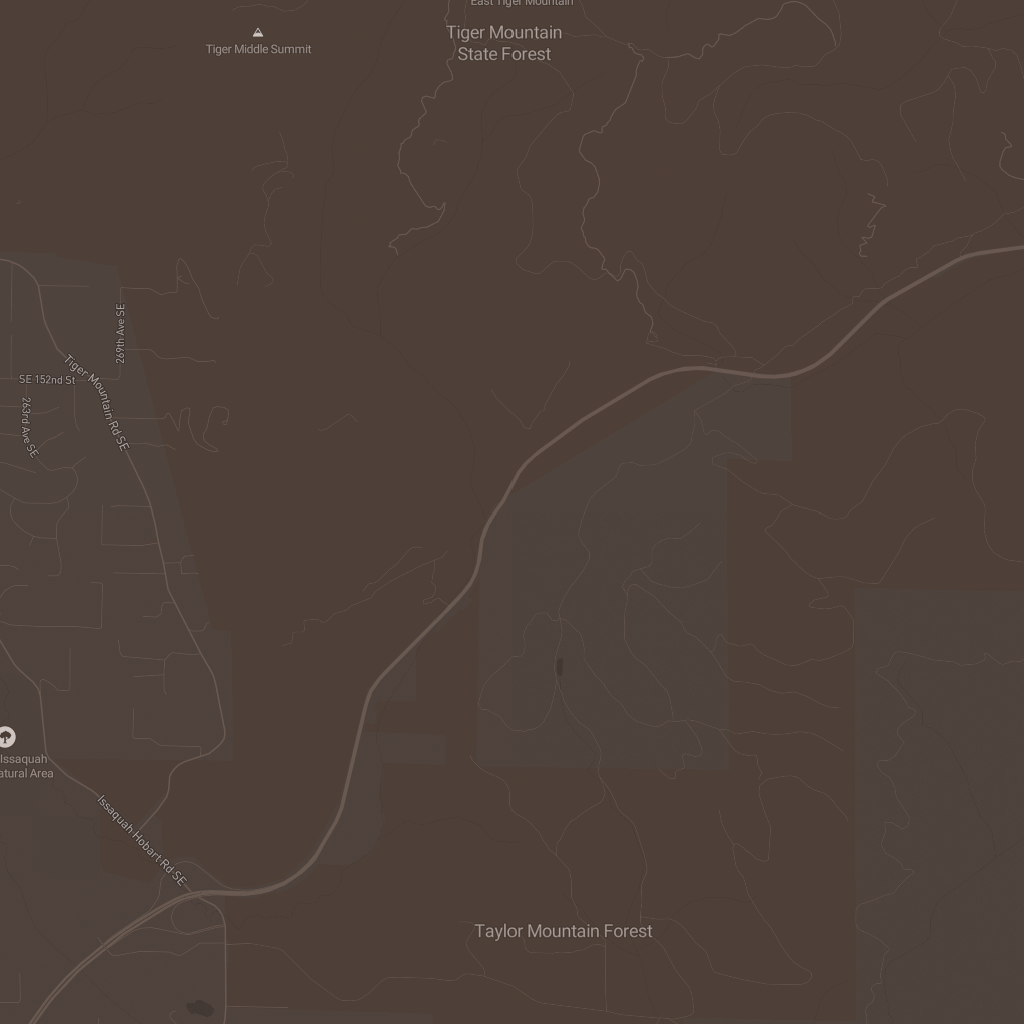 East Tiger Mountain
Tiger Mountain
State Forest
Tiger Middle Summit
269th Ave SE
Tiger Mountain Rd SE
SE 152nd St
263rd Ave SE
Issaquah
atural Area
Issaquah Hobart Rd SE
Taylor Mountain Forest